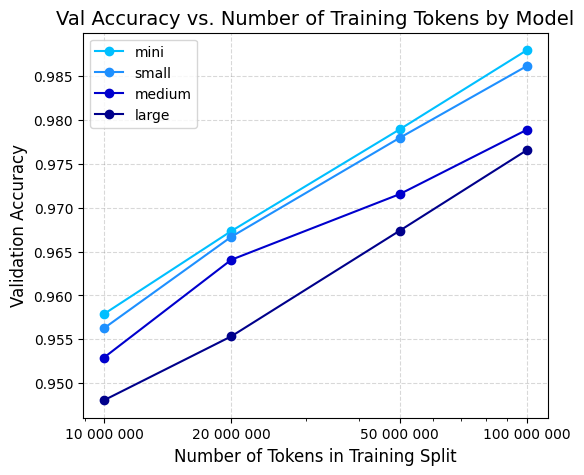 Val Accuracy vs. Number of Training Tokens by Model
mini
small
medium
large
0.985
0.980
0.975
0.970
0.965
0.960
0.955
0.950
Validation Accuracy
10 000 000
20 000 000
50 000 000
100 000 000
Number of Tokens in Training Split